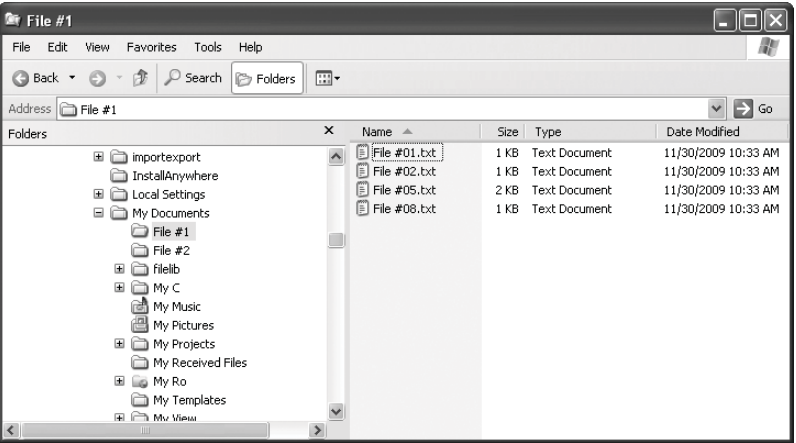 File #1
File Edit View Favorites Tools Help
Back Search Folders
Address File #1 Go
Folders x Name Size Type Date Modified
importexport
InstallAnywhere
Local Settings
My Documents
File #1
File #2
filelib
My C
My Music
My Pictures
My Projects
My Received Files
My Ro
My Templates
My View
File #01.txt 1 KB Text Document 11/30/2009 10:33 AM
File #02.txt 1 KB Text Document 11/30/2009 10:33 AM
File #05.txt 2 KB Text Document 11/30/2009 10:33 AM
File #08.txt 1 KB Text Document 11/30/2009 10:33 AM